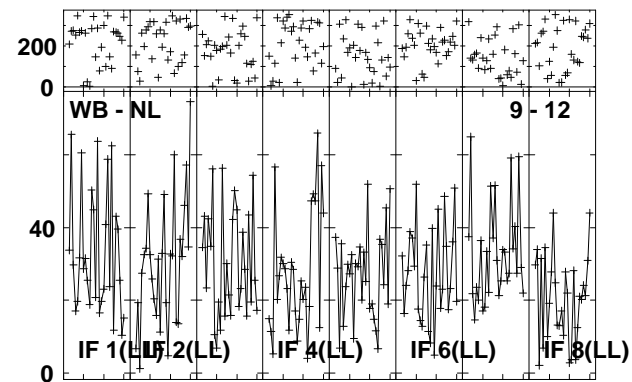 200
0
WB - NL 9 - 12
40
0
IF 1(LL) IF 2(LL) IF 4(LL) IF 6(LL) IF 8(LL)